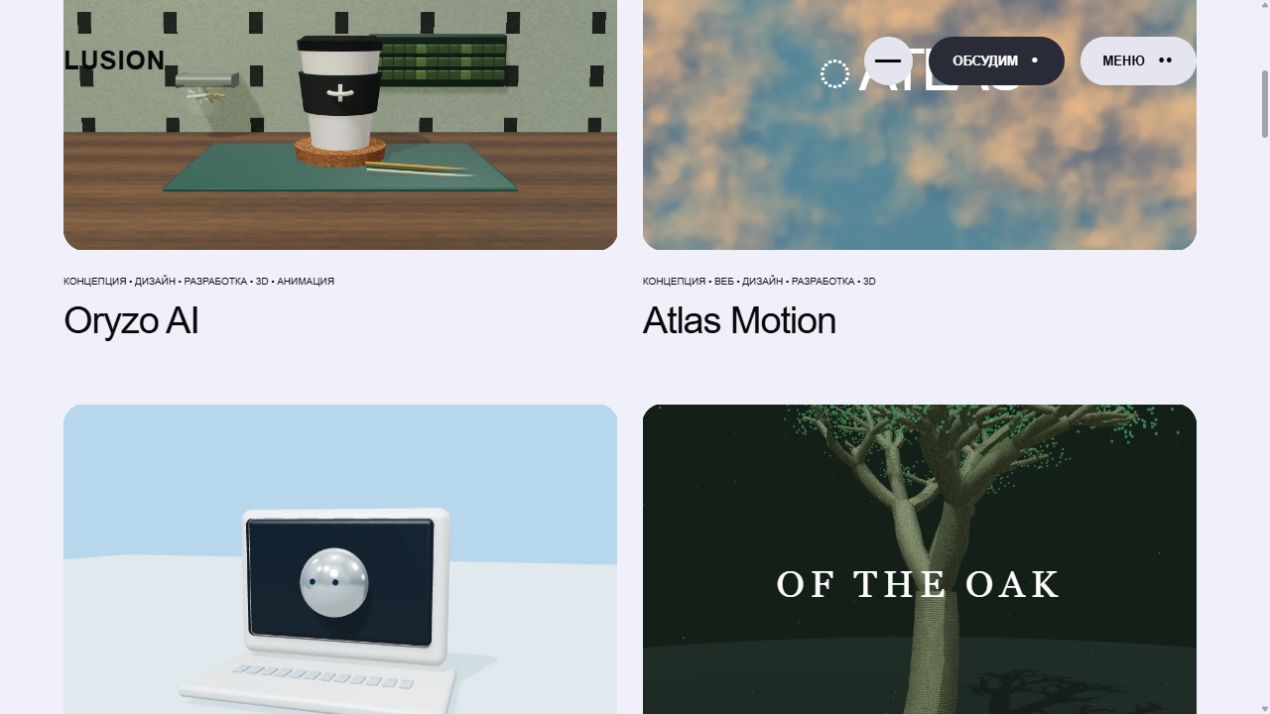 LUSION
ОБСУДИМ •
МЕНЮ ••
КОНЦЕПЦИЯ • ДИЗАЙН • РАЗРАБОТКА • 3D • АНИМАЦИЯ
Oryzo AI
КОНЦЕПЦИЯ • ВЕБ • ДИЗАЙН • РАЗРАБОТКА • 3D
Atlas Motion
OF THE OAK